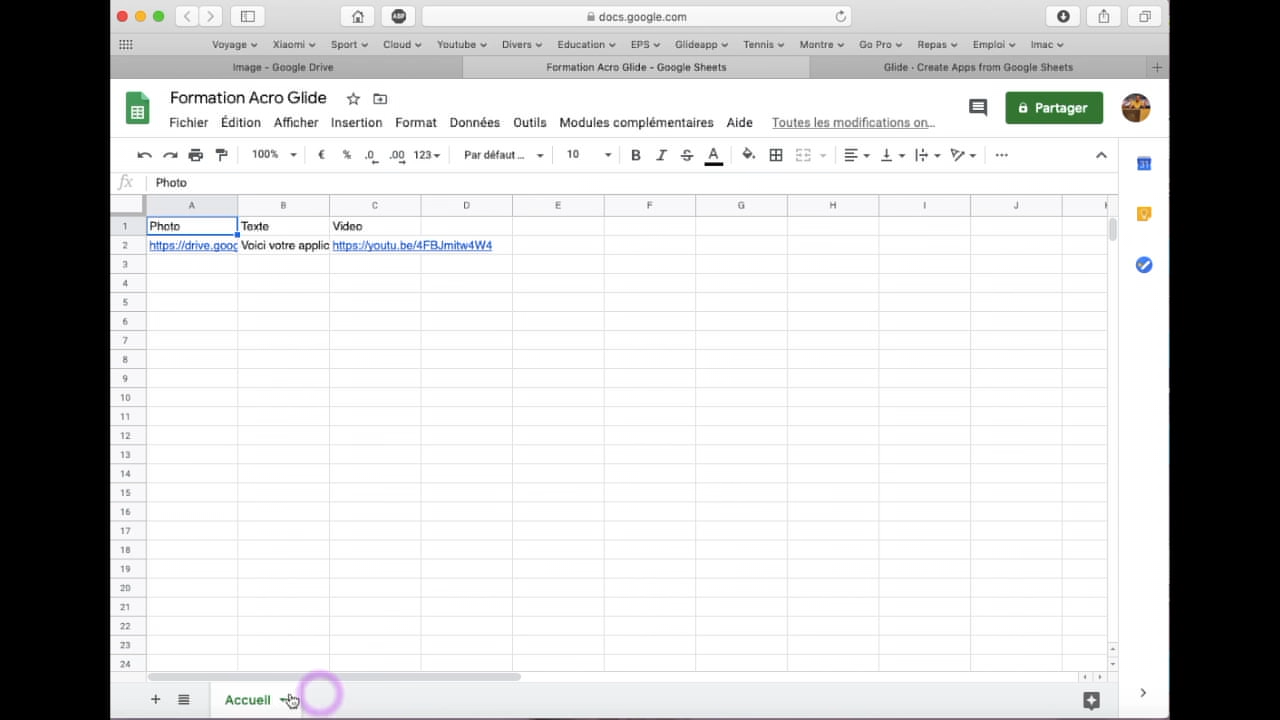 docs.google.com
ABP
Voyage Xiaomi Sport Cloud Youtube Divers Education EPS Glideapp Tennis Montre Go Pro Repas Emploi Imac
Image - Google Drive Formation Acro Glide - Google Sheets Glide · Create Apps from Google Sheets
Formation Acro Glide
Partager
Fichier Édition Afficher Insertion Format Données Outils Modules complémentaires Aide Toutes les modifications on…
100% € % .0 .00 123 Par défaut ... 10 B I S A
fx Photo
31
A B C D E F G H I J
1 Photo Texte Video
2 https://drive.goog Voici votre applic https://youtu.be/4FBJmitw4W4
3
4
5
6
7
8
9
10
11
12
13
14
15
16
17
18
19
20
21
22
23
24
Accueil